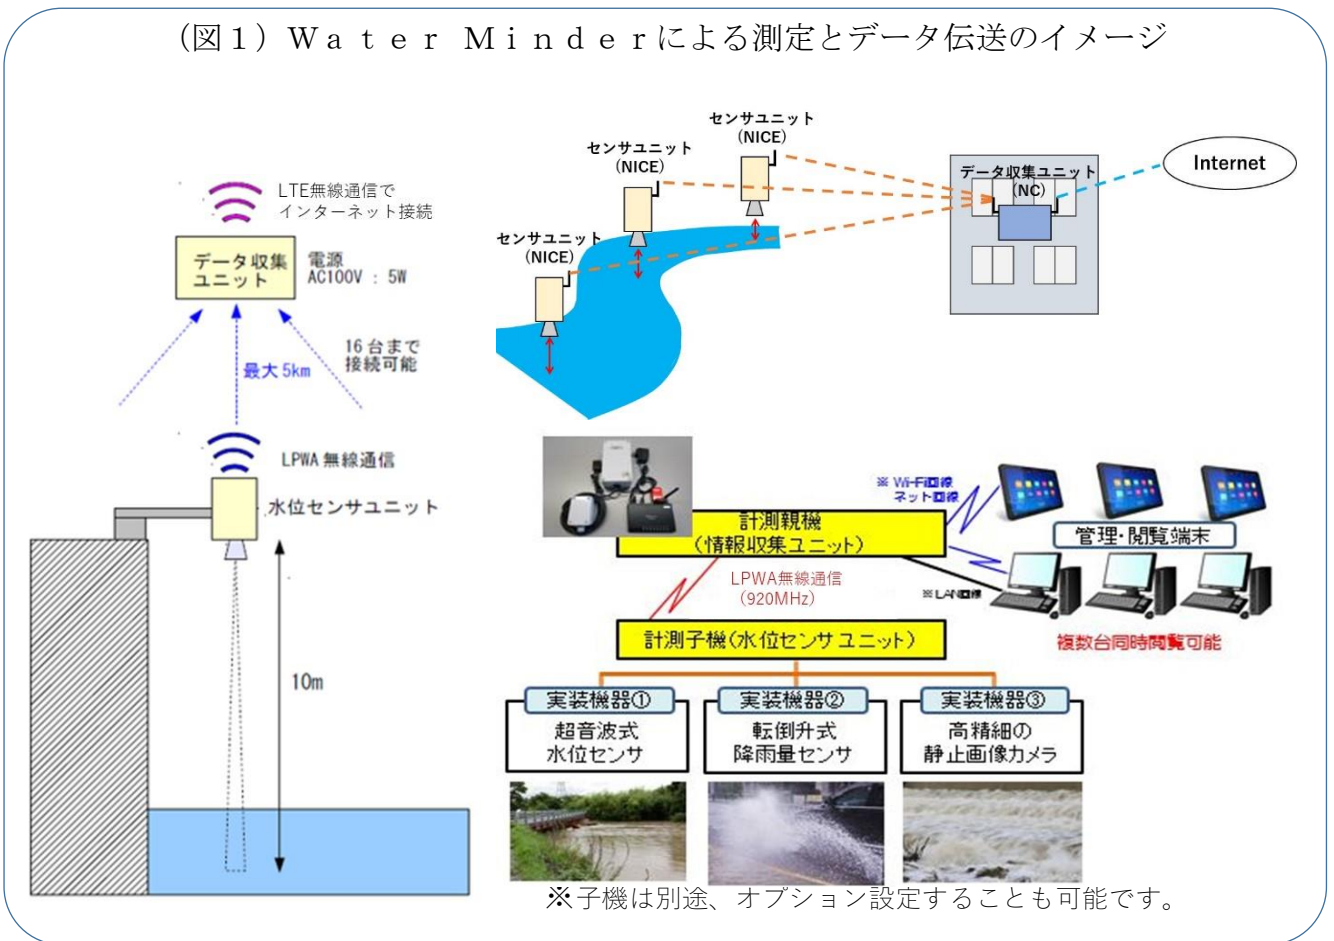 (図1)Water Minderによる測定とデータ伝送のイメージ
LTE無線通信で
インターネット接続
データ収集
ユニット
電源
AC100V : 5W
16台まで
接続可能
最大5km
LPWA無線通信
水位センサユニット
10m
センサユニット
(NICE)
センサユニット
(NICE)
センサユニット
(NICE)
データ収集ユニット
(NC)
Internet
計測親機
(情報収集ユニット)
※ Wi-Fi回線
ネット回線
管理・閲覧端末
LPWA無線通信
(920MHz)
※LAN回線
複数台同時閲覧可能
計測子機(水位センサユニット)
実装機器①
超音波式
水位センサ
実装機器②
転倒升式
降雨量センサ
実装機器③
高精細の
静止画像カメラ
※子機は別途、オプション設定することも可能です。